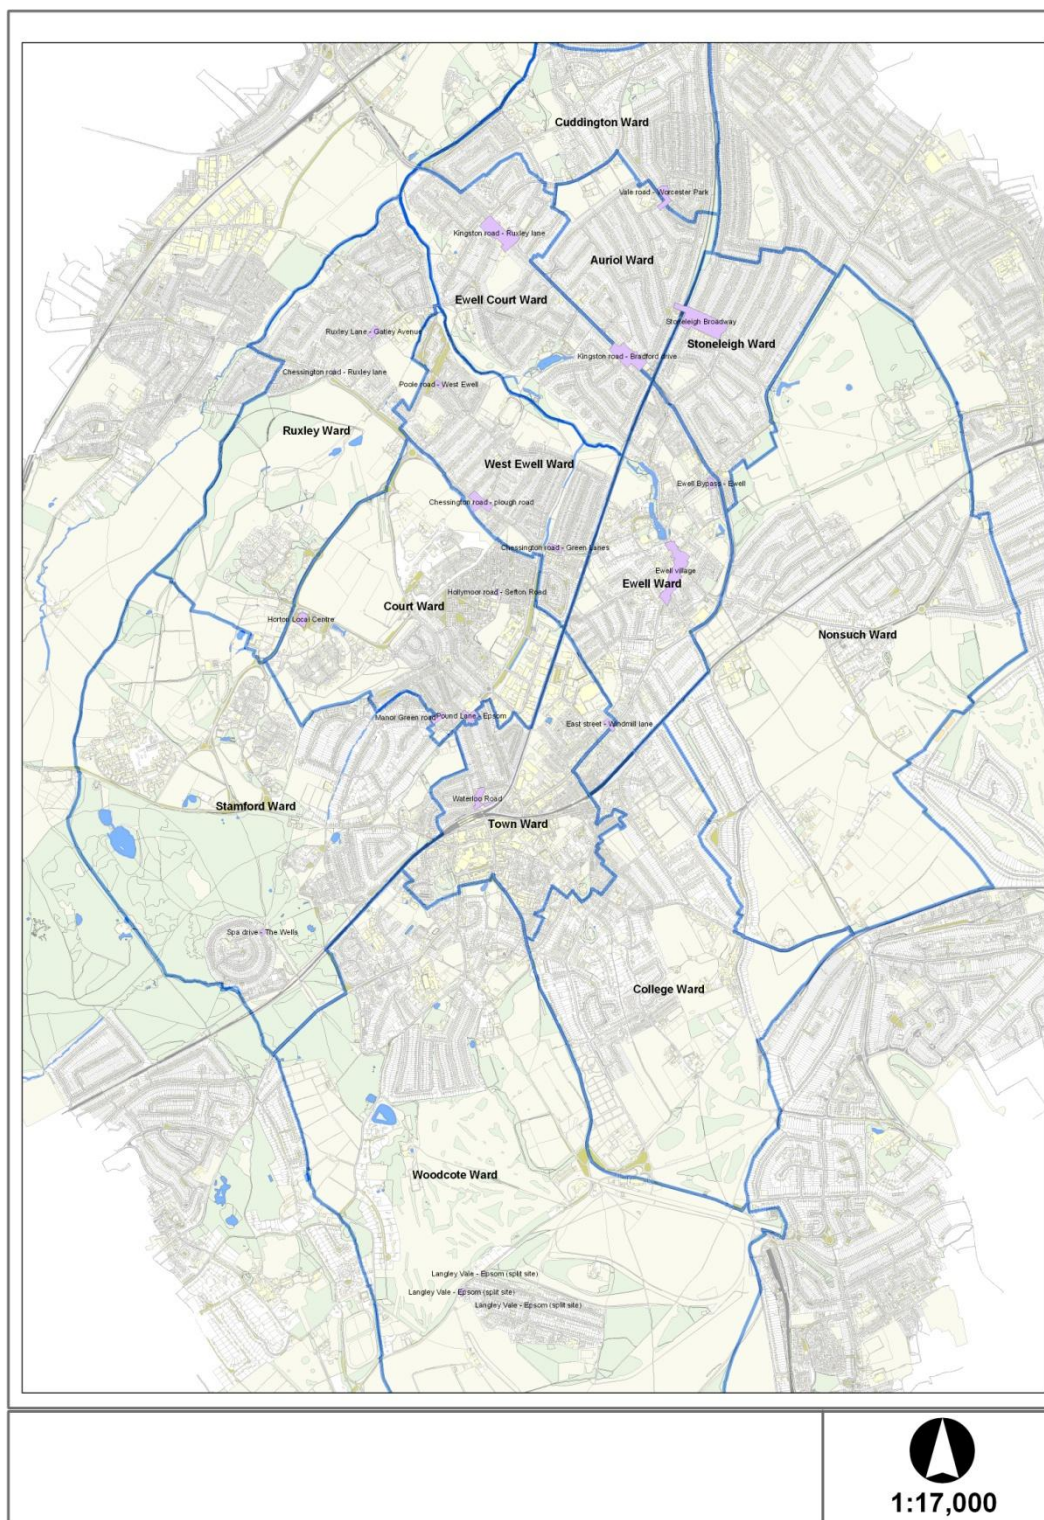 Cuddington Ward
Vale road - Worcester Park
Kingston road - Ruxley lane
Auriol Ward
Ewell Court Ward
Stoneleigh Broadway
Ruxley Lane - Gatley Avenue
Stoneleigh Ward
Kingston road - Bradford drive
Chessington road - Ruxley lane
Poole road - West Ewell
Ruxley Ward
West Ewell Ward
Ewell Bypass - Ewell
Chessington road - plough road
Chessington road - Green Lanes
Ewell village
Ewell Ward
Hollymoor road - Sefton Road
Court Ward
Horton Local Centre
Nonsuch Ward
Manor Green road
Pound Lane - Epsom
East street - Windmill lane
Waterloo Road
Stamford Ward
Town Ward
Spa drive - The Wells
College Ward
Woodcote Ward
Langley Vale - Epsom (split site)
Langley Vale - Epsom (split site)
Langley Vale - Epsom (split site)
1:17,000